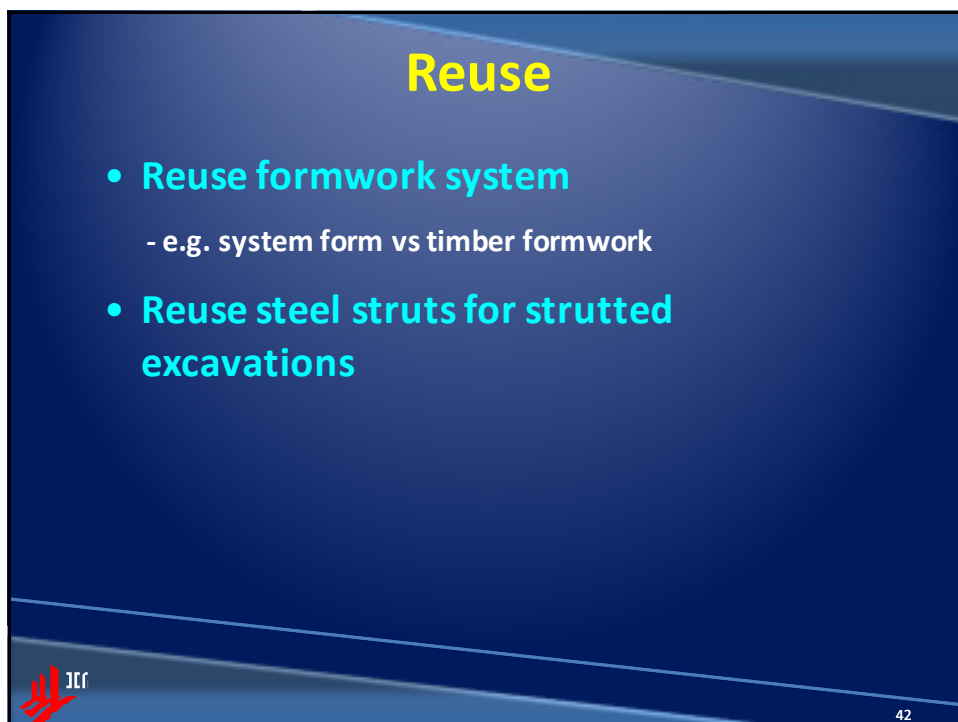 Reuse
• Reuse formwork system
- e.g. system form vs timber formwork
• Reuse steel struts for strutted
excavations
42